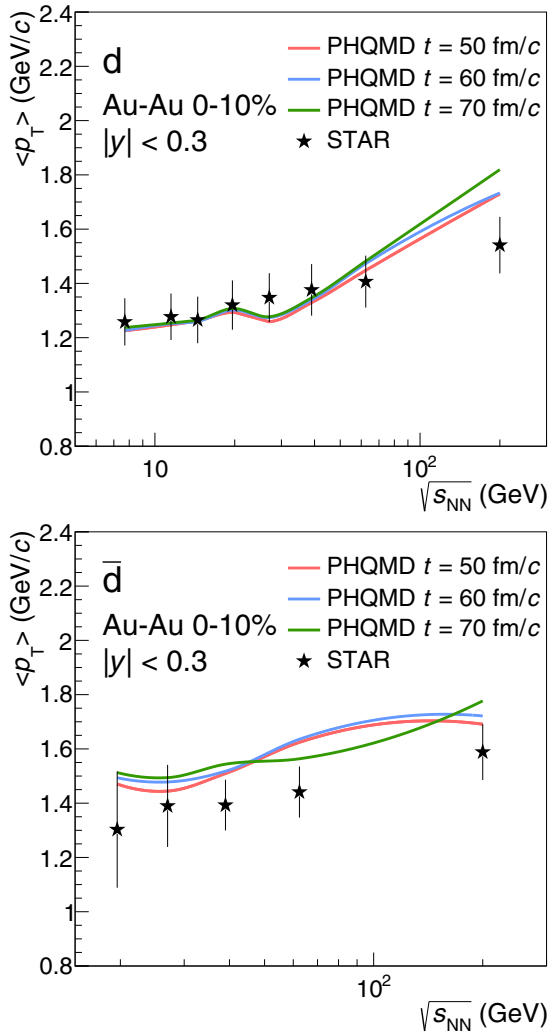 2.4
2.2
2
1.8
1.6
1.4
1.2
1
0.8
<p_T> (GeV/c)
d
Au-Au 0-10%
|y| < 0.3
PHQMD t = 50 fm/c
PHQMD t = 60 fm/c
PHQMD t = 70 fm/c
STAR
10
10²
√s_NN (GeV)
2.4
2.2
2
1.8
1.6
1.4
1.2
1
0.8
<p_T> (GeV/c)
d̅
Au-Au 0-10%
|y| < 0.3
PHQMD t = 50 fm/c
PHQMD t = 60 fm/c
PHQMD t = 70 fm/c
STAR
10²
√s_NN (GeV)